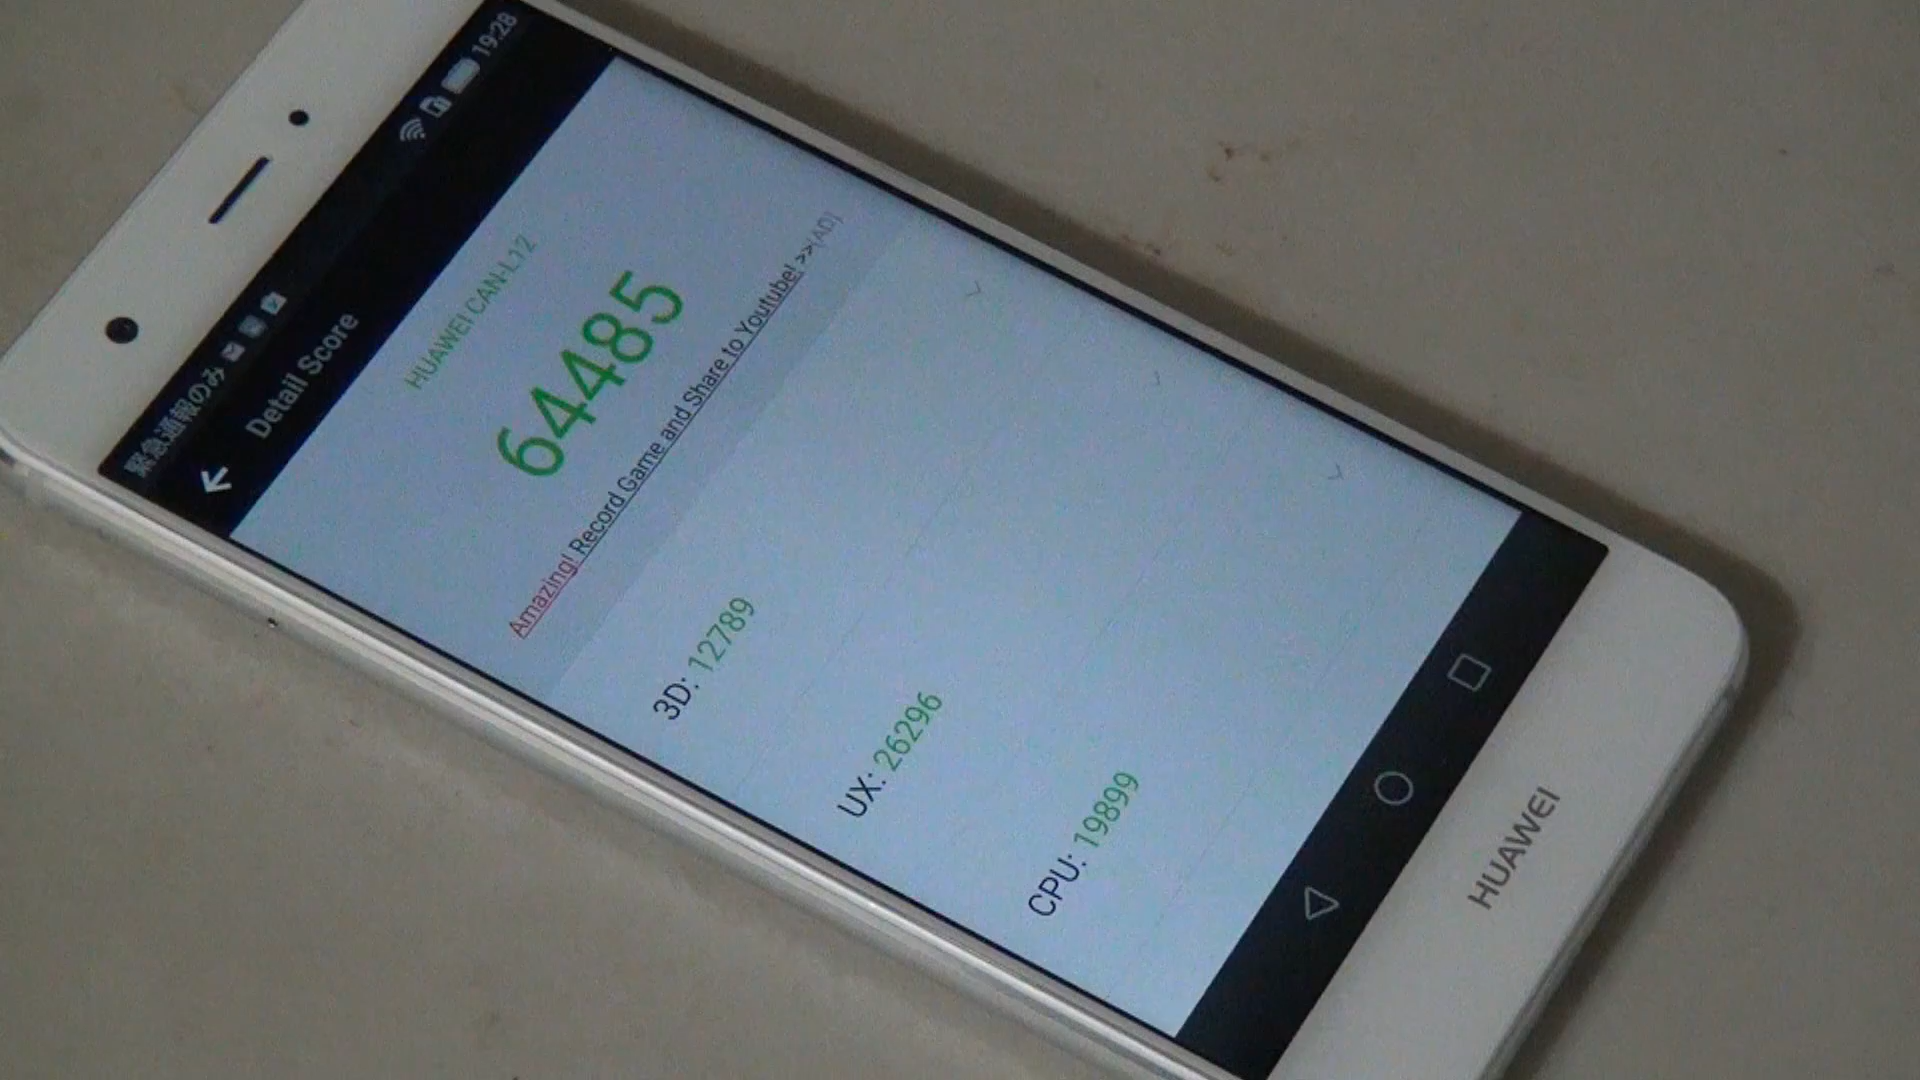 緊急通報のみ 19:28
Detail Score
HUAWEI CAN-L12
64485
Amazing! Record Game and Share to Youtube! >>[AD]
3D: 12789
UX: 26296
CPU: 19899
HUAWEI